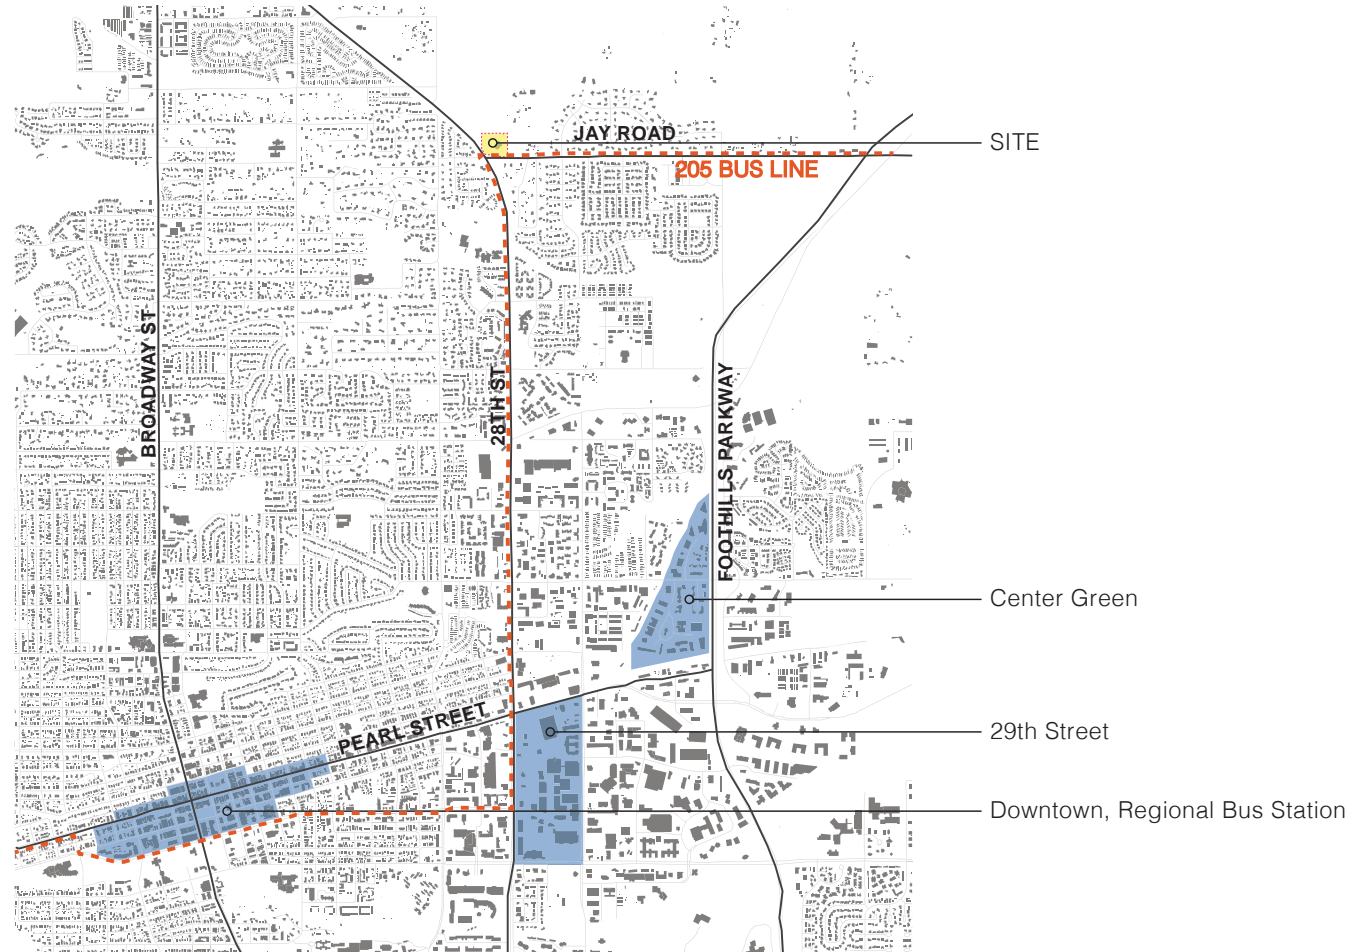 JAY ROAD
SITE
205 BUS LINE
BROADWAY ST
28TH ST
FOOTHILLS PARKWAY
Center Green
PEARL STREET
29th Street
Downtown, Regional Bus Station